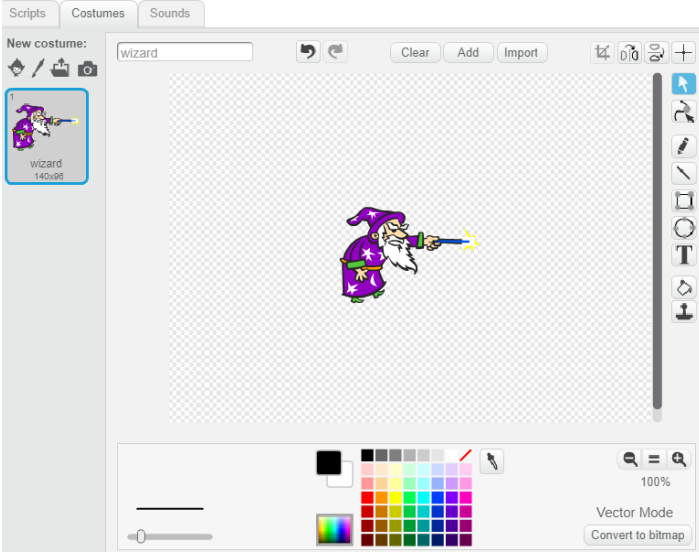 Scripts Costumes Sounds
New costume:
wizard
Clear Add Import
1
wizard
140x96
T
100%
Vector Mode
Convert to bitmap